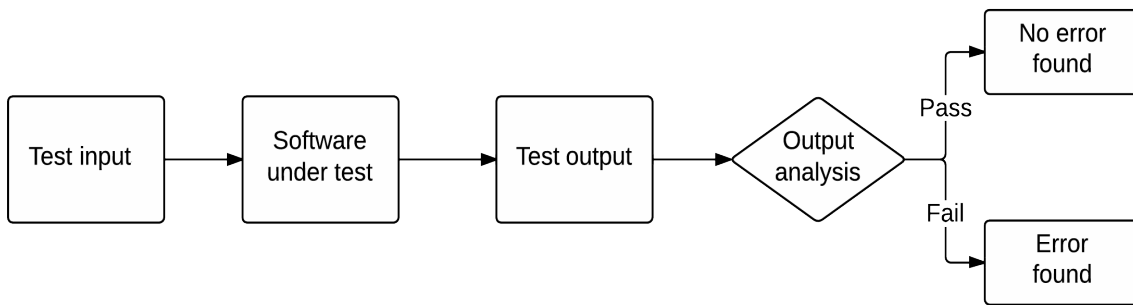 Test input
Software
under test
Test output
Output
analysis
Pass
No error
found
Fail
Error
found